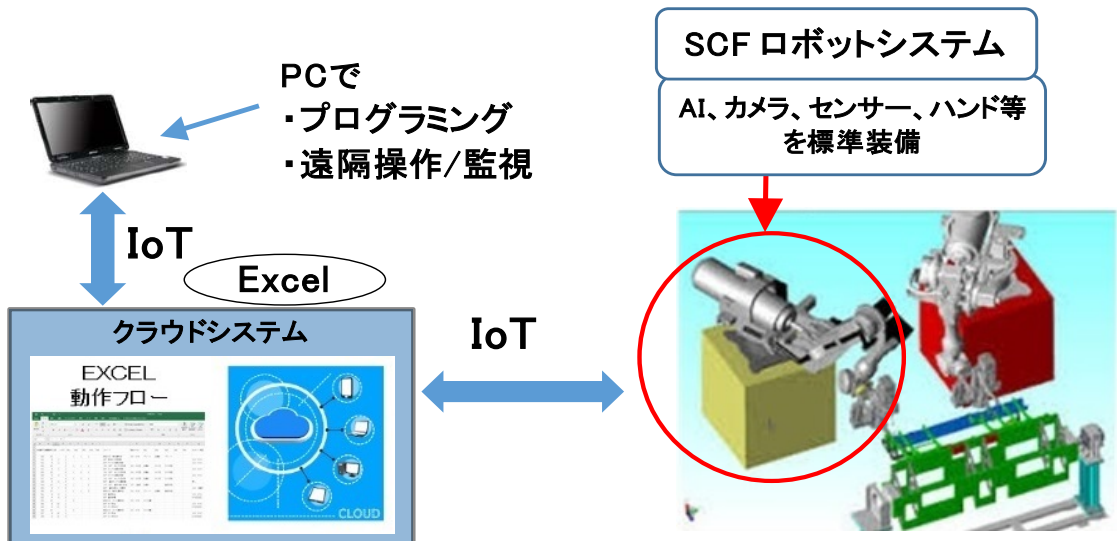 PCで
・プログラミング
・遠隔操作/監視
SCF ロボットシステム
AI、カメラ、センサー、ハンド等
を標準装備
IoT
Excel
クラウドシステム
EXCEL
動作フロー
CLOUD
IoT